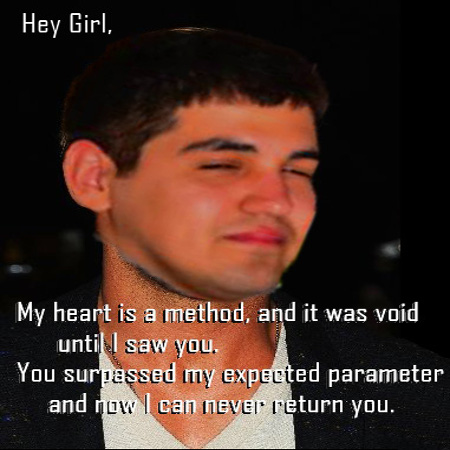 Hey Girl,
My heart is a method, and it was void
until I saw you.
You surpassed my expected parameter
and now I can never return you.